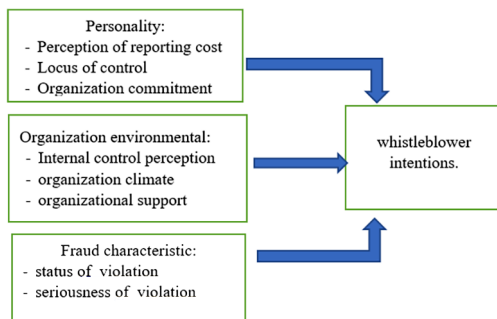 Personality:
- Perception of reporting cost
- Locus of control
- Organization commitment
Organization environmental:
- Internal control perception
- organization climate
- organizational support
Fraud characteristic:
- status of violation
- seriousness of violation
whistleblower
intentions.